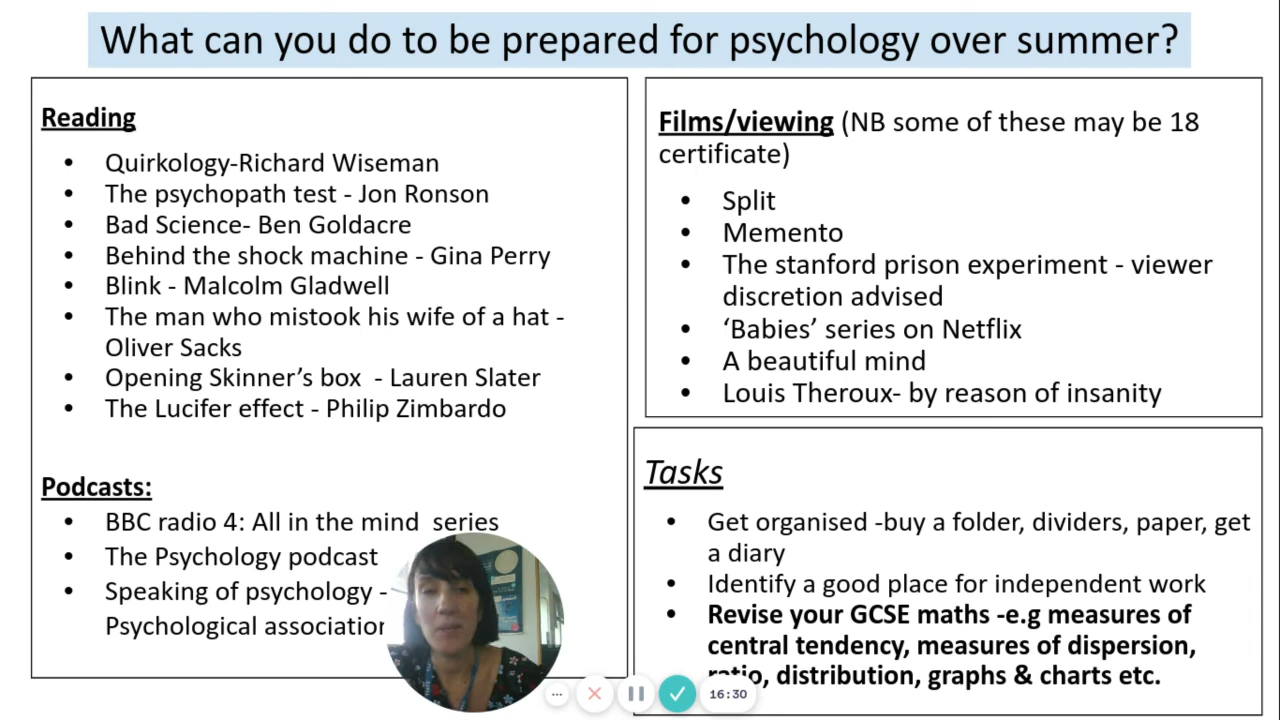 What can you do to be prepared for psychology over summer?
Reading
• Quirkology-Richard Wiseman
• The psychopath test - Jon Ronson
• Bad Science- Ben Goldacre
• Behind the shock machine - Gina Perry
• Blink - Malcolm Gladwell
• The man who mistook his wife of a hat -
Oliver Sacks
• Opening Skinner’s box - Lauren Slater
• The Lucifer effect - Philip Zimbardo
Podcasts:
• BBC radio 4: All in the mind series
• The Psychology podcast
• Speaking of psychology -
Psychological association
Films/viewing (NB some of these may be 18
certificate)
• Split
• Memento
• The stanford prison experiment - viewer
discretion advised
• ‘Babies’ series on Netflix
• A beautiful mind
• Louis Theroux- by reason of insanity
Tasks
• Get organised -buy a folder, dividers, paper, get
a diary
• Identify a good place for independent work
• Revise your GCSE maths -e.g measures of
central tendency, measures of dispersion,
ratio, distribution, graphs & charts etc.
16:30